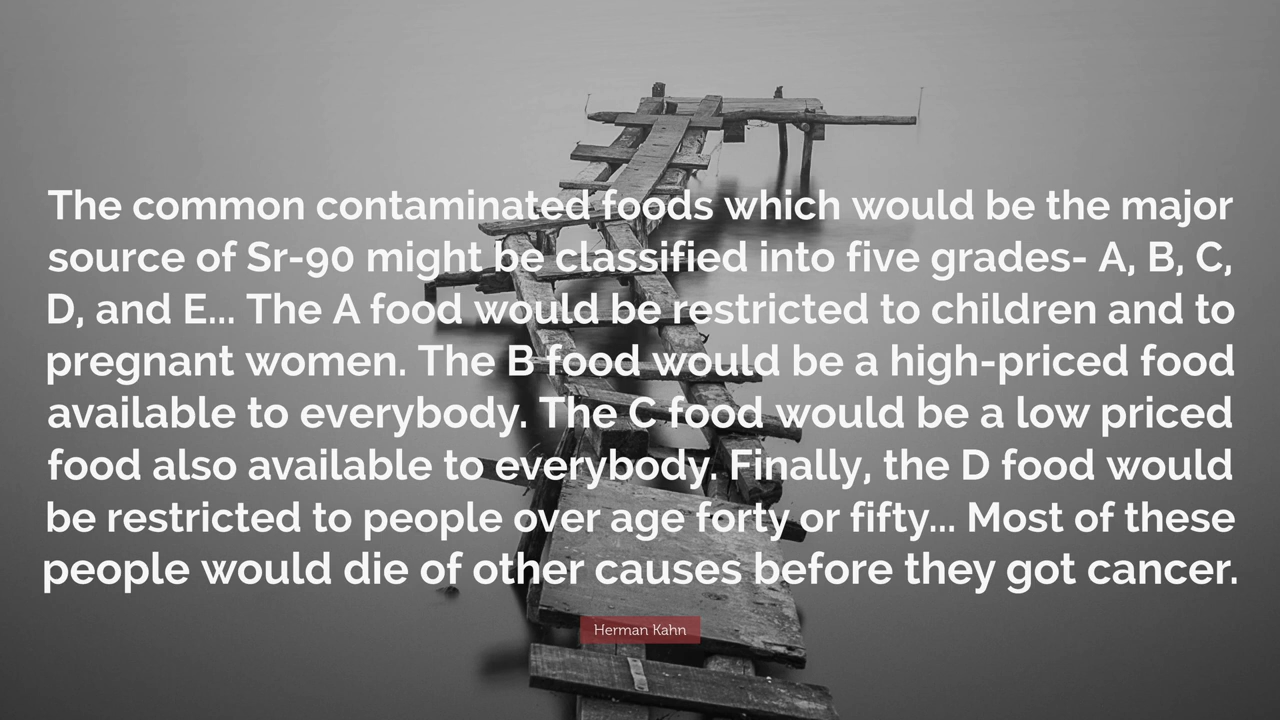 The common contaminated foods which would be the major
source of Sr-90 might be classified into five grades- A, B, C,
D, and E... The A food would be restricted to children and to
pregnant women. The B food would be a high-priced food
available to everybody. The C food would be a low priced
food also available to everybody. Finally, the D food would
be restricted to people over age forty or fifty... Most of these
people would die of other causes before they got cancer.
Herman Kahn